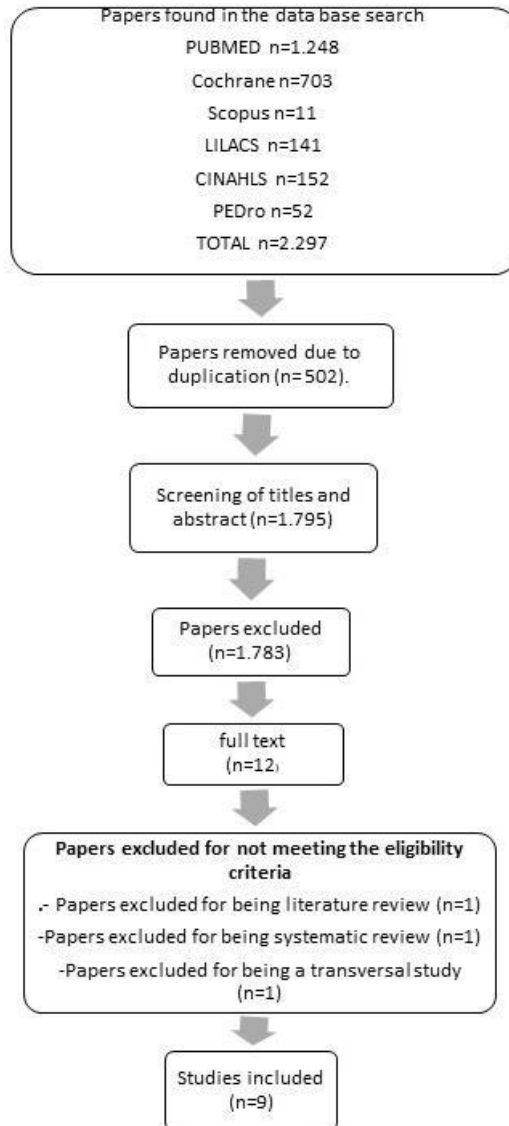 Papers found in the data base search
PUBMED n=1.248
Cochrane n=703
Scopus n=11
LILACS n=141
CINAHLS n=152
PEDro n=52
TOTAL n=2.297
Papers removed due to
duplication (n= 502).
Screening of titles and
abstract (n=1.795)
Papers excluded
(n=1.783)
full text
(n=12)
Papers excluded for not meeting the eligibility
criteria
.- Papers excluded for being literature review (n=1)
-Papers excluded for being systematic review (n=1)
-Papers excluded for being a transversal study
(n=1)
Studies included
(n=9)